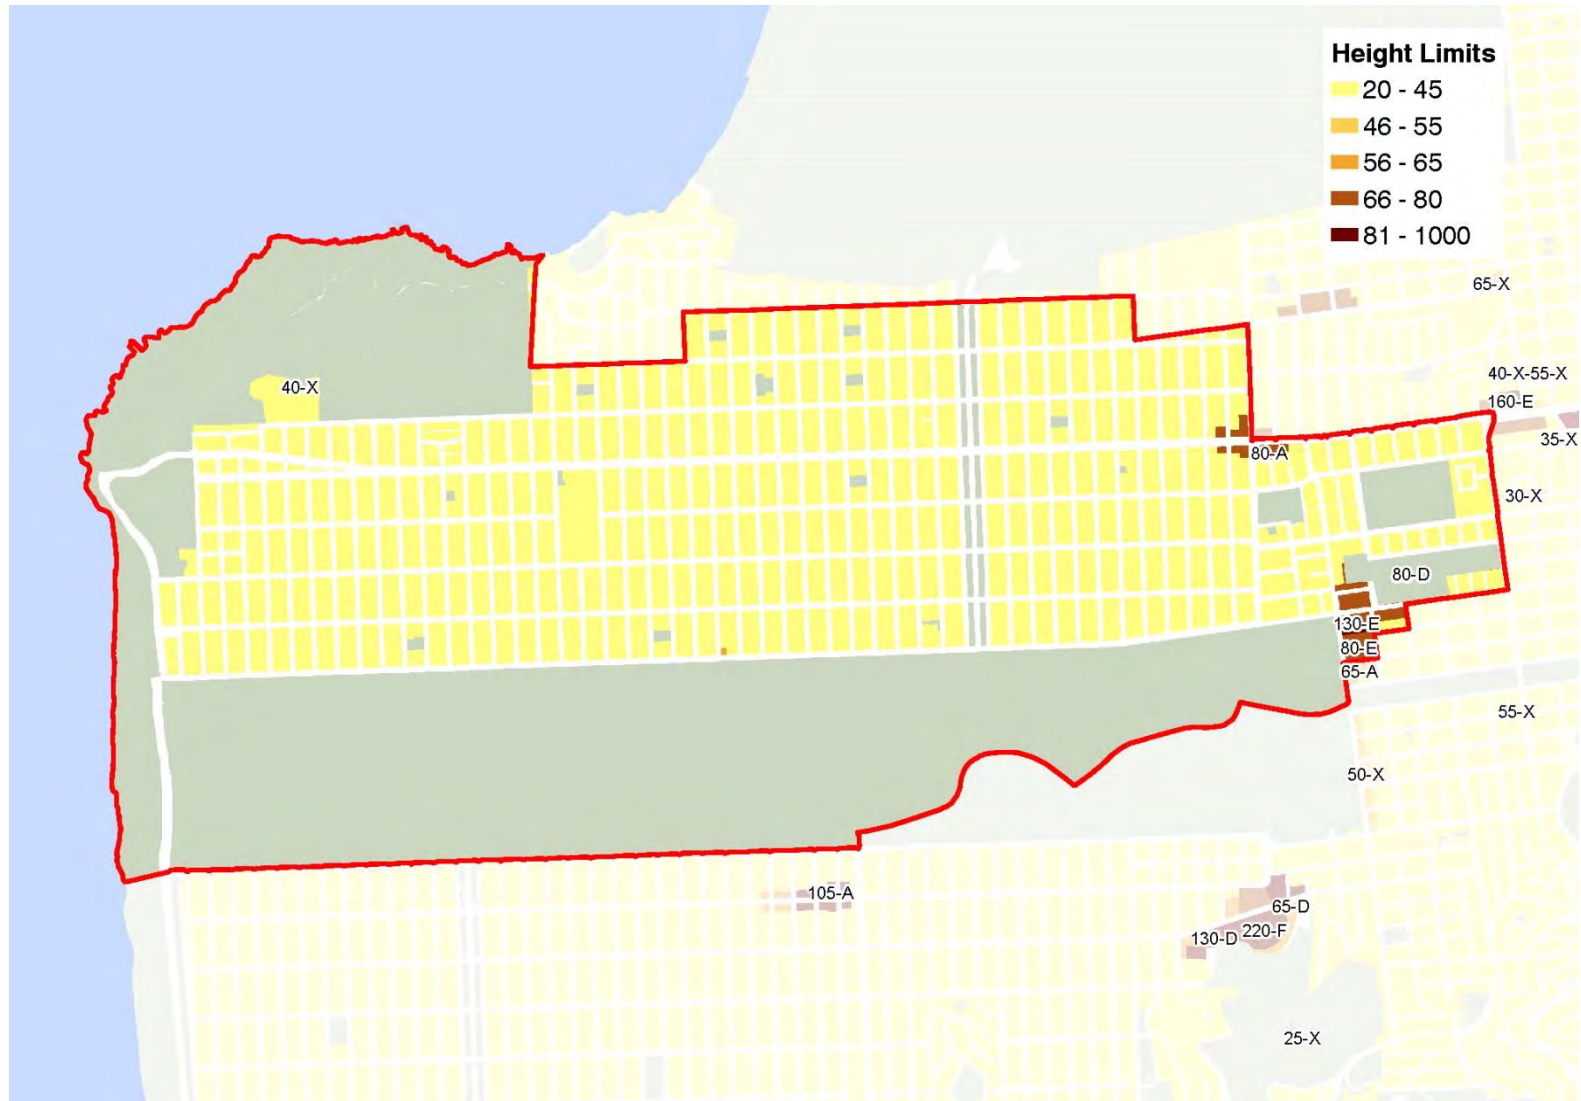 Height Limits
20 - 45
46 - 55
56 - 65
66 - 80
81 - 1000
65-X
40-X-55-X
40-X
160-E
35-X
80-A
30-X
80-D
130-E
80-E
65-A
55-X
50-X
105-A
65-D
220-F
130-D
25-X